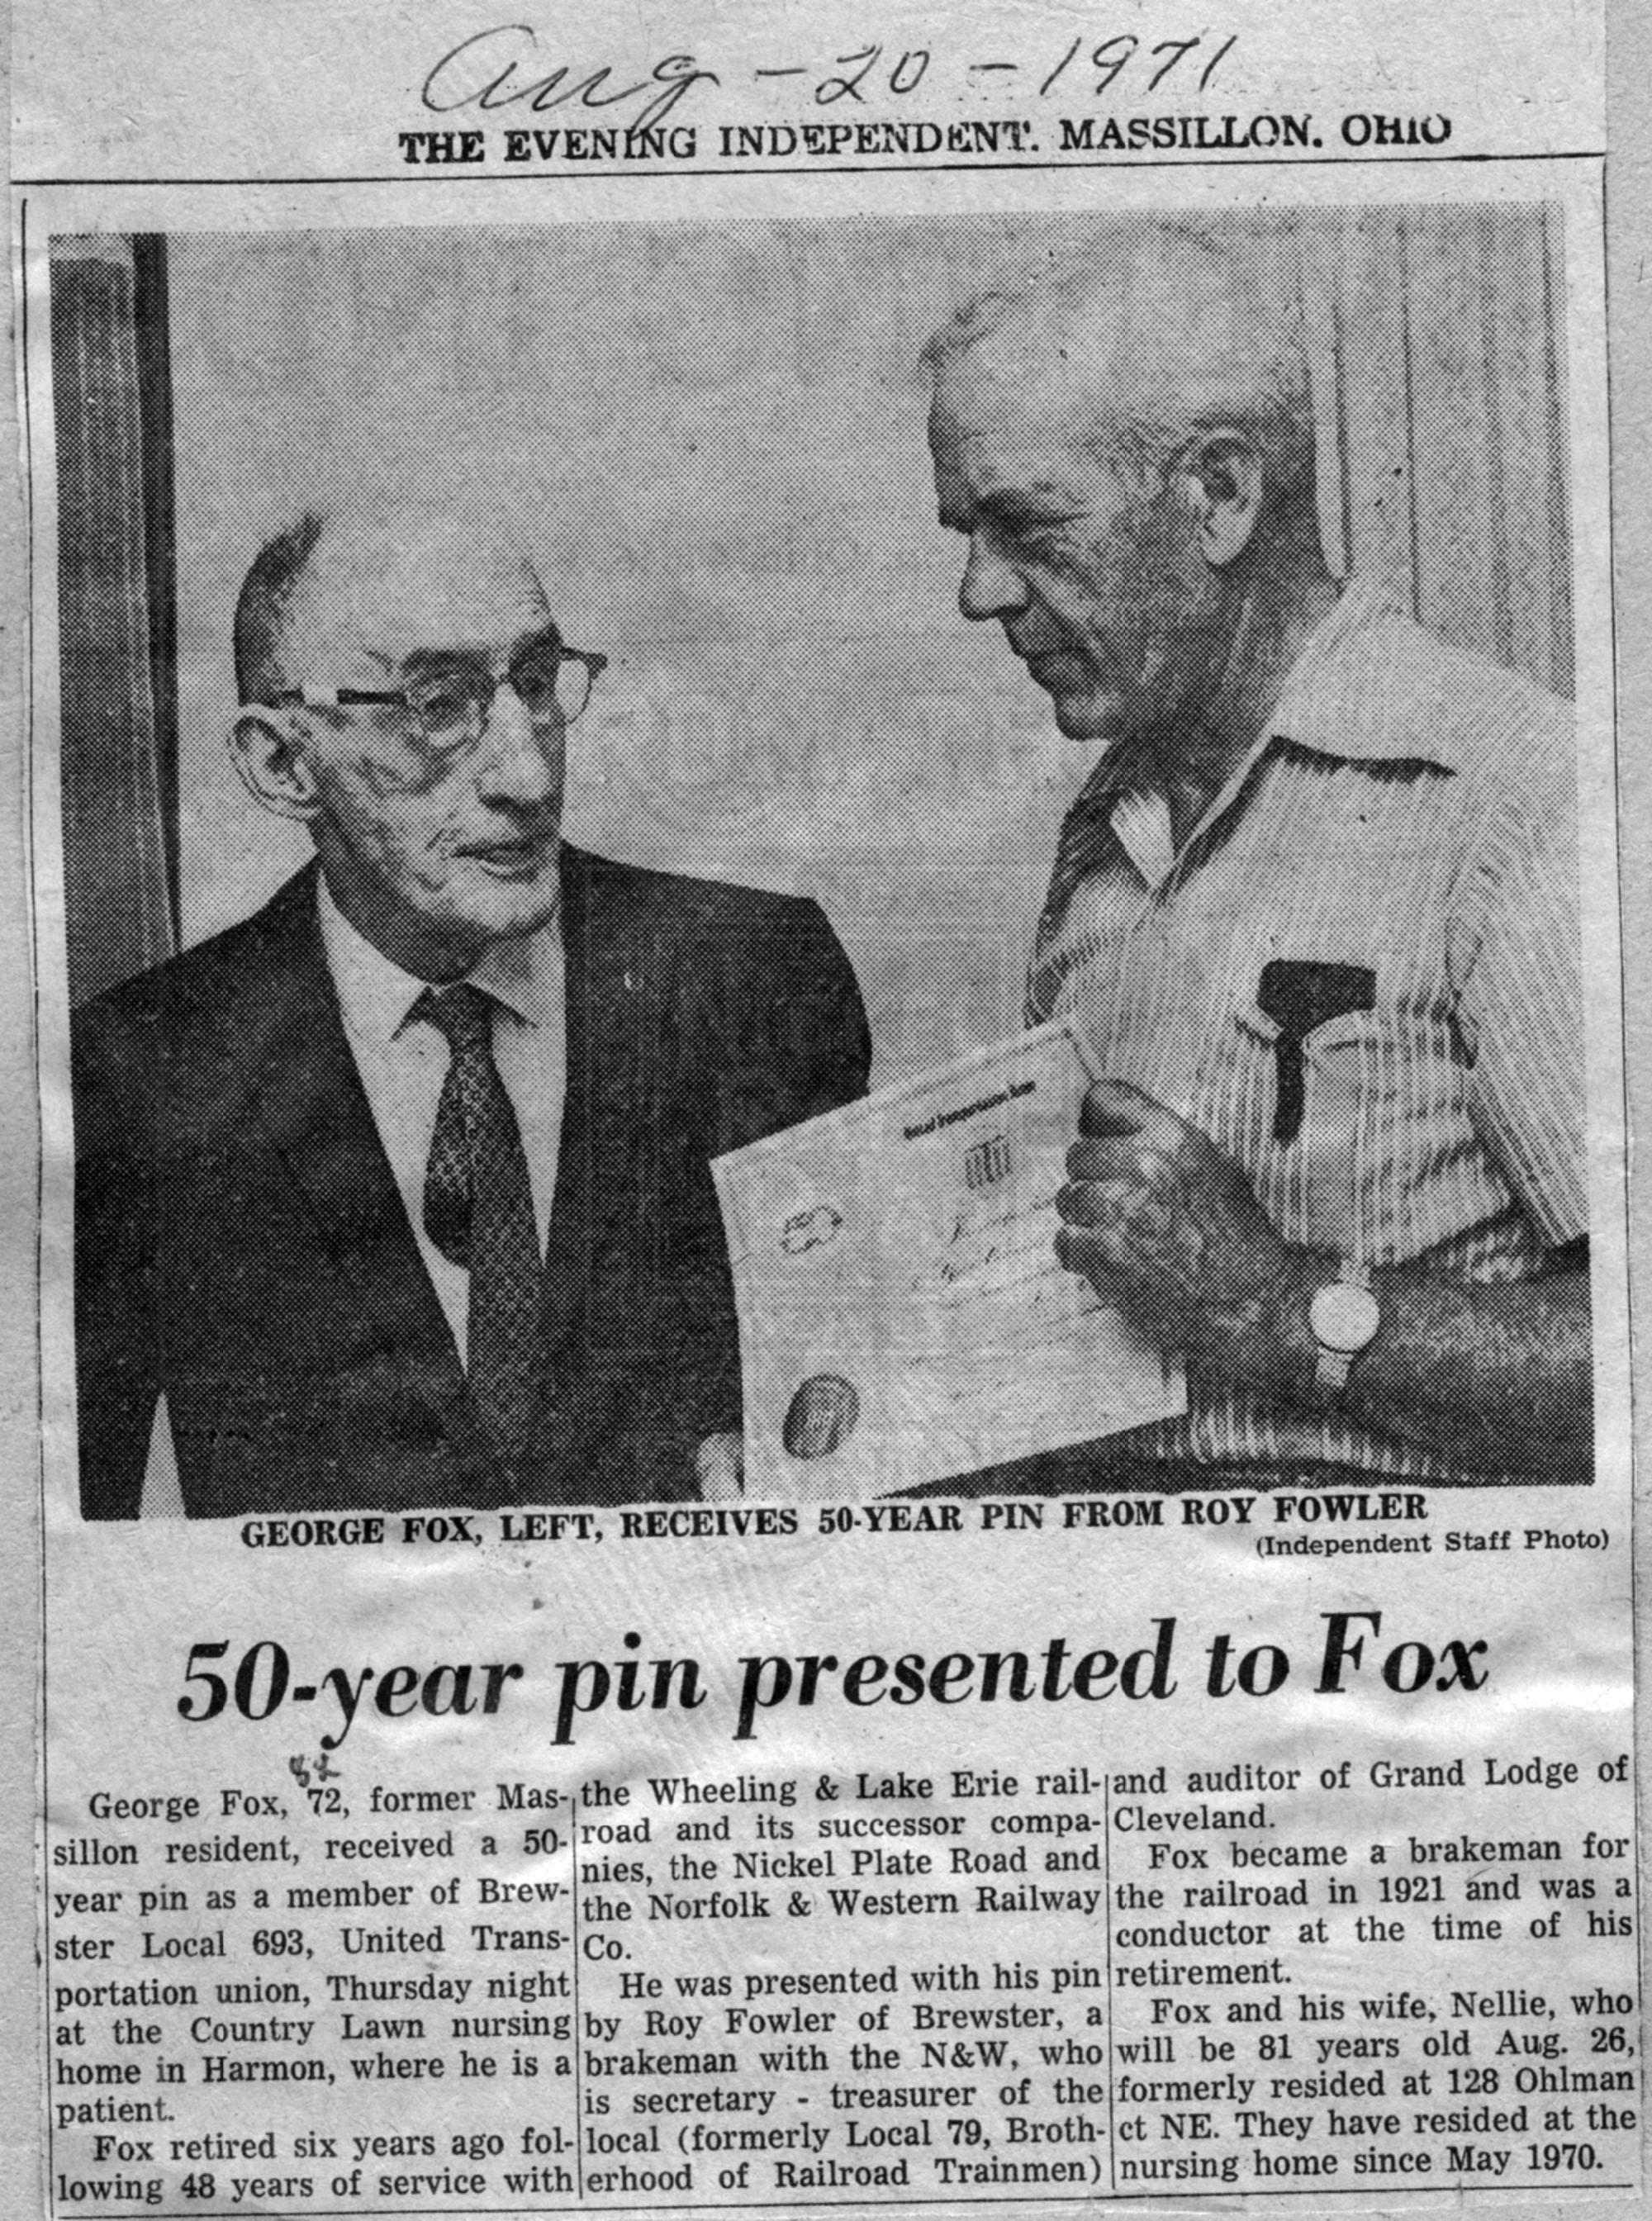 Aug - 20 - 1971
THE EVENING INDEPENDENT. MASSILLON. OHIO
GEORGE FOX, LEFT, RECEIVES 50-YEAR PIN FROM ROY FOWLER
(Independent Staff Photo)
50-year pin presented to Fox
82
George Fox, 72, former Mas-
sillon resident, received a 50-
year pin as a member of Brew-
ster Local 693, United Trans-
portation union, Thursday night
at the Country Lawn nursing
home in Harmon, where he is a
patient.
Fox retired six years ago fol-
lowing 48 years of service with
the Wheeling & Lake Erie rail-
road and its successor compa-
nies, the Nickel Plate Road and
the Norfolk & Western Railway
Co.
He was presented with his pin
by Roy Fowler of Brewster, a
brakeman with the N&W, who
is secretary - treasurer of the
local (formerly Local 79, Broth-
erhood of Railroad Trainmen)
and auditor of Grand Lodge of
Cleveland.
Fox became a brakeman for
the railroad in 1921 and was a
conductor at the time of his
retirement.
Fox and his wife, Nellie, who
will be 81 years old Aug. 26,
formerly resided at 128 Ohlman
ct NE. They have resided at the
nursing home since May 1970.